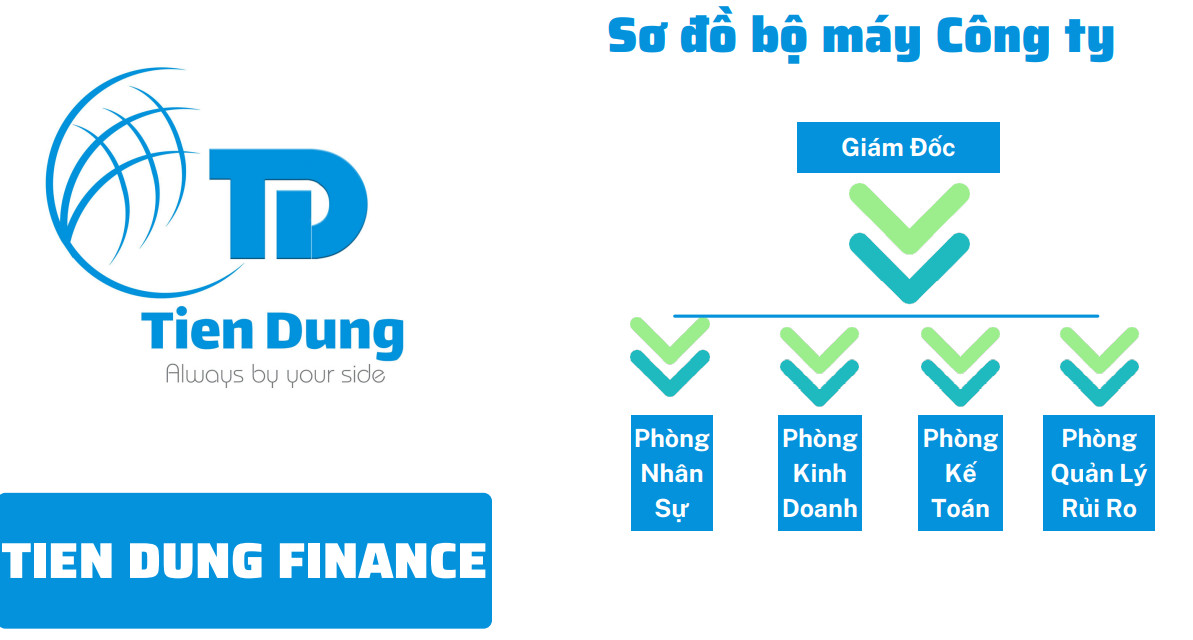 Sơ đồ bộ máy Công ty
TD
Tien Dung
Always by your side
TIEN DUNG FINANCE
Giám Đốc
Phòng
Nhân
Sự
Phòng
Kinh
Doanh
Phòng
Kế
Toán
Phòng
Quản Lý
Rủi Ro